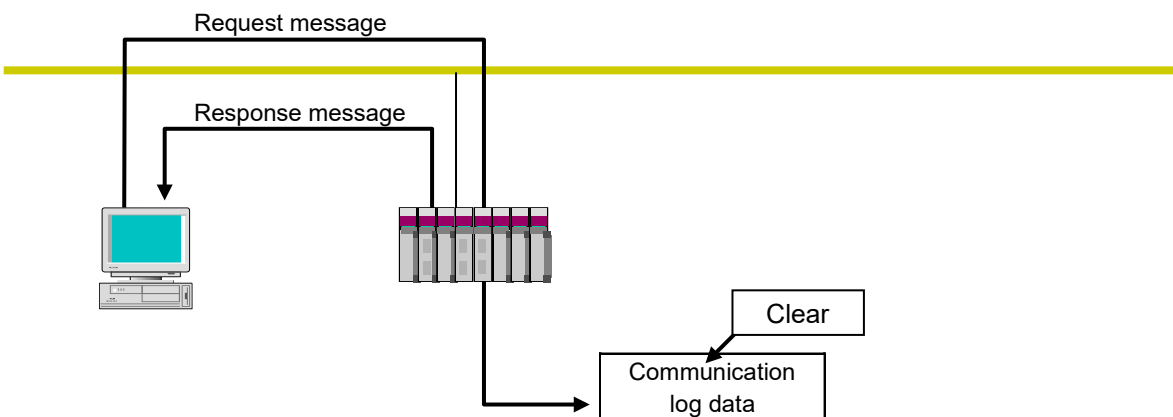 Request message
Response message
Clear
Communication
log data